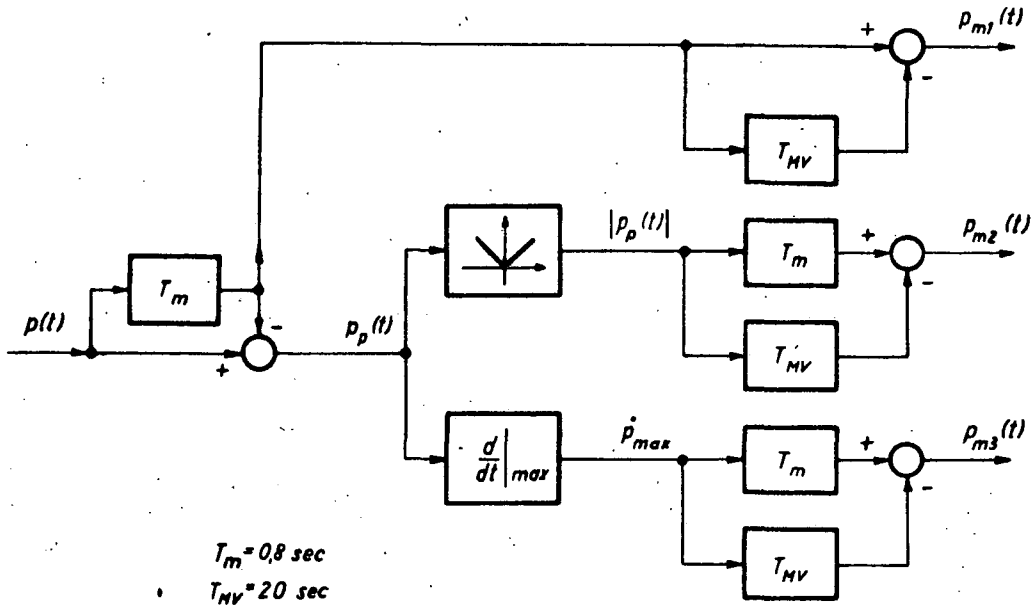 p_m1(t)
+
-
T_MV
|p_p(t)|
T_m
+
p_m2(t)
-
T_MV
T_m
p(t)
-
+
p_p(t)
d/dt|max
ṗ_max
T_m
+
p_m3(t)
-
T_MV
T_m = 0,8 sec
T_MV = 20 sec